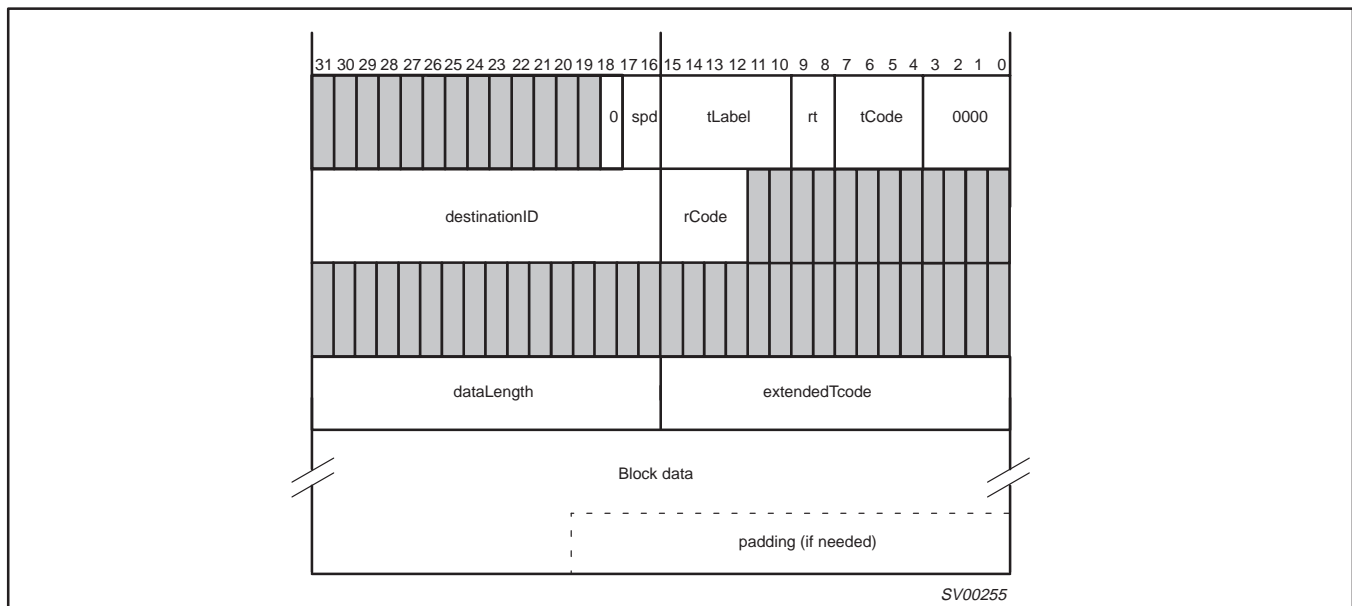 31 30 29 28 27 26 25 24 23 22 21 20 19 18 17 16 15 14 13 12 11 10 9 8 7 6 5 4 3 2 1 0
0 spd tLabel rt tCode 0000
destinationID rCode
dataLength extendedTcode
Block data
padding (if needed)
SV00255